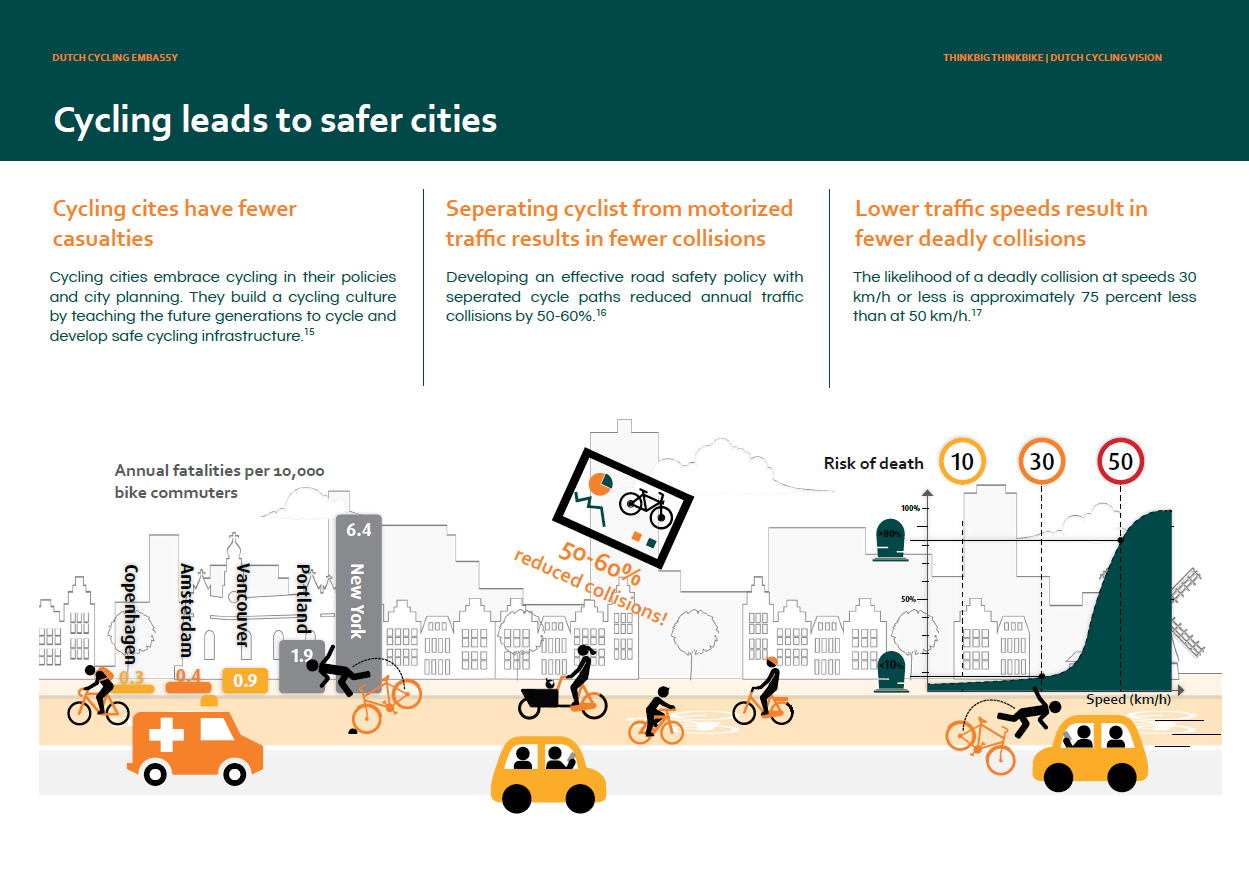 DUTCH CYCLING EMBASSY
THINKBIGTHINKBIKE | DUTCH CYCLING VISION
Cycling leads to safer cities
Cycling cites have fewer
casualties
Cycling cities embrace cycling in their policies
and city planning. They build a cycling culture
by teaching the future generations to cycle and
develop safe cycling infrastructure.15
Seperating cyclist from motorized
traffic results in fewer collisions
Developing an effective road safety policy with
seperated cycle paths reduced annual traffic
collisions by 50-60%.16
Lower traffic speeds result in
fewer deadly collisions
The likelihood of a deadly collision at speeds 30
km/h or less is approximately 75 percent less
than at 50 km/h.17
Annual fatalities per 10,000
bike commuters
Copenhagen
0.3
Amsterdam
0.4
Vancouver
0.9
Portland
1.9
New York
6.4
50-60%
reduced collisions!
Risk of death
10
30
50
100%
>80%
50%
<10%
Speed (km/h)